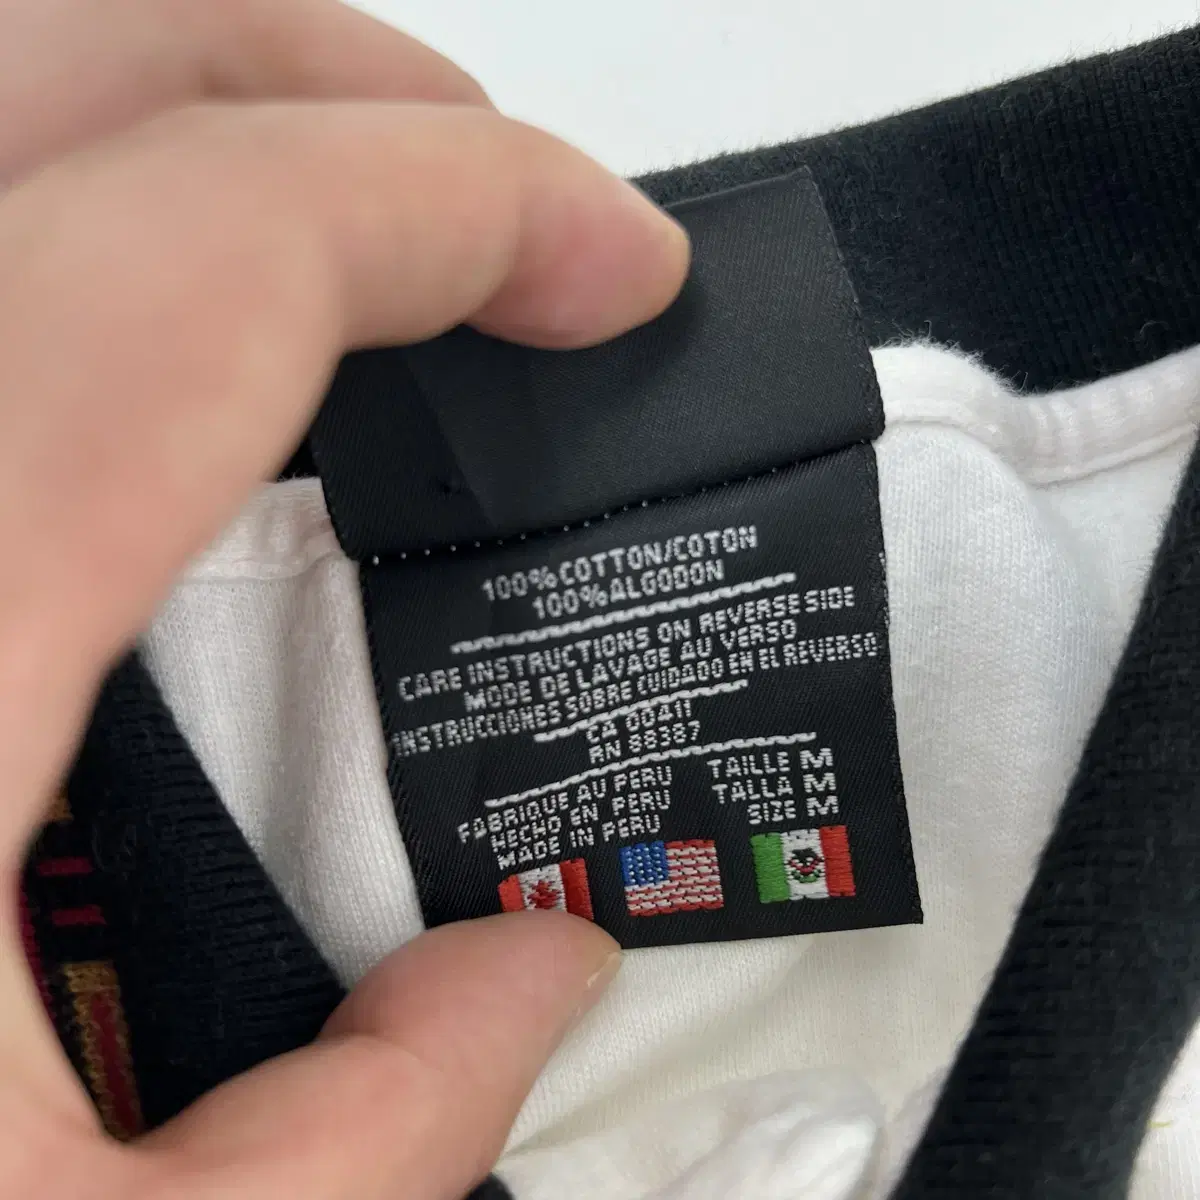 100% COTTON/COTON
100% ALGODON
CARE INSTRUCTIONS ON REVERSE SIDE
MODE DE LAVAGE AU VERSO
INSTRUCCIONES SOBRE CUIDADO EN EL REVERSO
CA 00411
RN 88387
FABRIQUE AU PERU
HECHO EN PERU
MADE IN PERU
TAILLE M
TALLA M
SIZE M